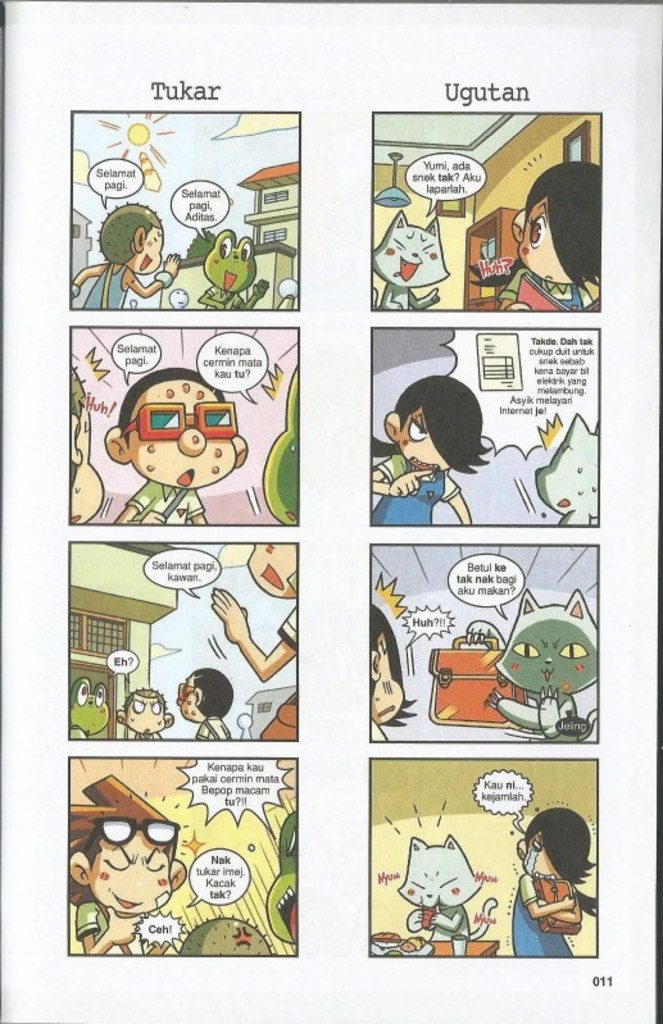 Tukar
Selamat
pagi.
Selamat
pagi,
Aditas.
Huh!
Selamat
pagi.
Kenapa
cermin mata
kau tu?
Selamat pagi,
kawan.
Eh?
Kenapa kau
pakai cermin mata
Bepop macam
tu?!!
Nak
tukar imej.
Kacak
tak?
Ceh!
Ugutan
Yumi, ada
snek tak? Aku
laparlah.
Huh?
Takde. Dah tak
cukup duit untuk
snek sebab
kena bayar bil
elektrik yang
melambung.
Asyik melayari
Internet je!
Betul ke
tak nak bagi
aku makan?
Huh?!!
Jeling
Kau ni...
kejamlah.
NYUM
NYUM
NYUM
011